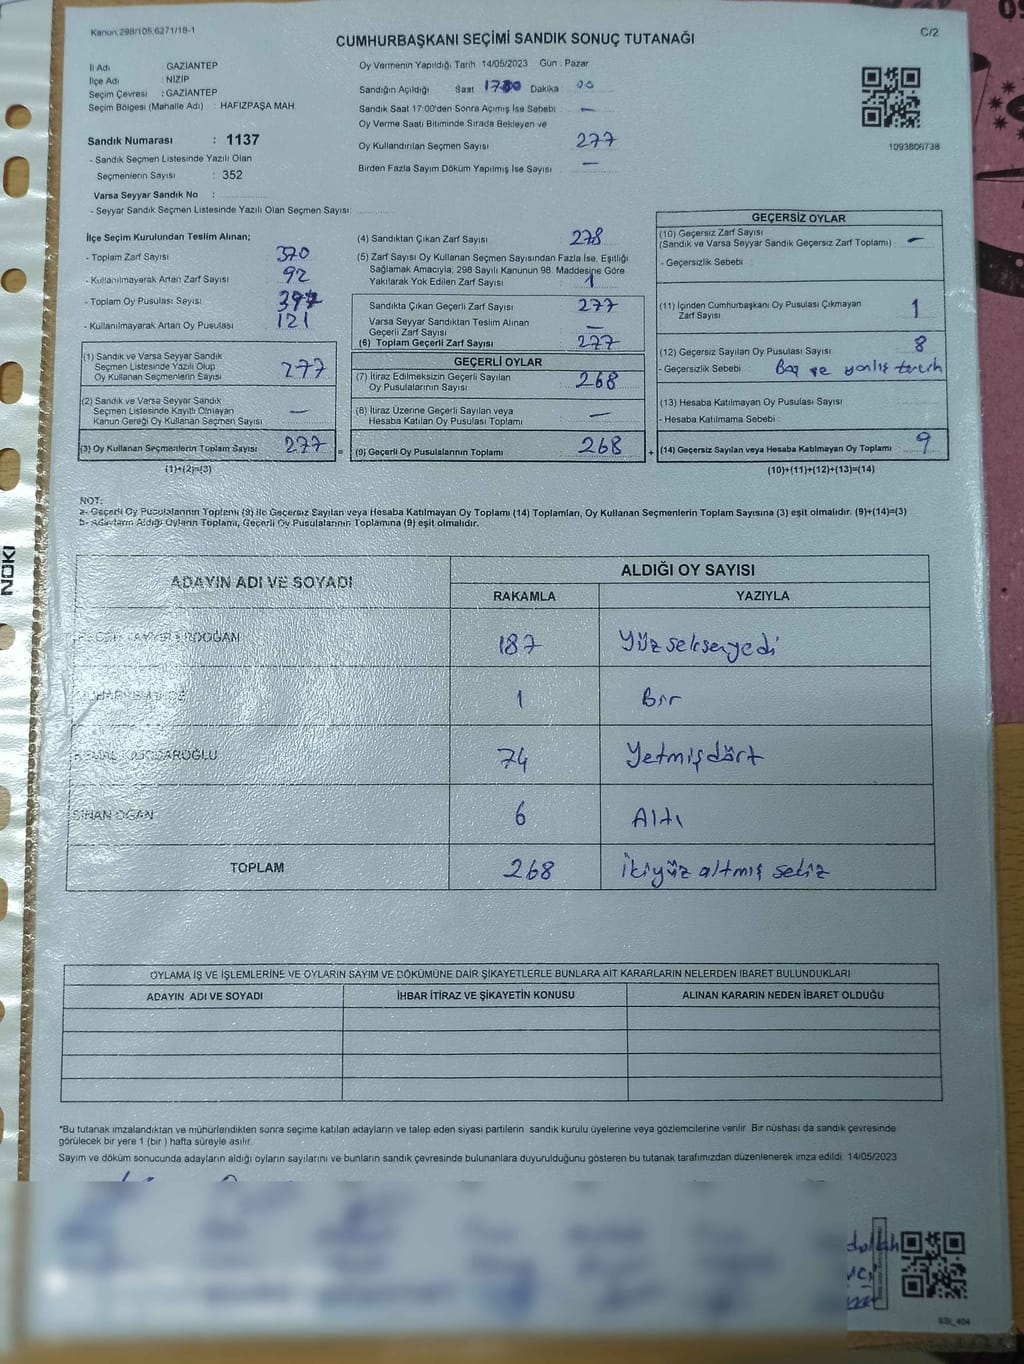 Kanun,298/105,6271/18-1
C/2
CUMHURBAŞKANI SEÇİMİ SANDIK SONUÇ TUTANAĞI
İl Adı : GAZİANTEP
İlçe Adı : NİZİP
Seçim Çevresi : GAZİANTEP
Seçim Bölgesi (Mahalle Adı) : HAFIZPAŞA MAH.
Sandık Numarası : 1137
- Sandık Seçmen Listesinde Yazılı Olan
Seçmenlerin Sayısı : 352
Varsa Seyyar Sandık No :
- Seyyar Sandık Seçmen Listesinde Yazılı Olan Seçmen Sayısı:
Oy Vermenin Yapıldığı Tarih 14/05/2023 Gün : Pazar
Sandığın Açıldığı Saat 17:00 Dakika 00
Sandık Saat 17:00'den Sonra Açımış İse Sebebi : —
Oy Verme Saati Bitiminde Sırada Bekleyen ve
Oy Kullandırılan Seçmen Sayısı : 277
Birden Fazla Sayım Döküm Yapılmış İse Sayısı : —
1093806738
İlçe Seçim Kurulundan Teslim Alınan;
- Toplam Zarf Sayısı : 370
- Kullanılmayarak Artan Zarf Sayısı : 92
- Toplam Oy Pusulası Sayısı : 397
- Kullanılmayarak Artan Oy Pusulası : 121
(1) Sandık ve Varsa Seyyar Sandık
Seçmen Listesinde Yazılı Olup
Oy Kullanan Seçmenlerin Sayısı : 277
(2) Sandık ve Varsa Seyyar Sandık
Seçmen Listesinde Kayıtlı Olmayan
Kanun Gereği Oy Kullanan Seçmen Sayısı : —
(3) Oy Kullanan Seçmenlerin Toplam Sayısı : 277
(1)+(2)=(3)
(4) Sandıktan Çıkan Zarf Sayısı : 278
(5) Zarf Sayısı Oy Kullanan Seçmen Sayısından Fazla İse, Eşitliği
Sağlamak Amacıyla; 298 Sayılı Kanunun 98. Maddesine Göre
Yakılarak Yok Edilen Zarf Sayısı : 1
Sandıkta Çıkan Geçerli Zarf Sayısı : 277
Varsa Seyyar Sandıktan Teslim Alınan
Geçerli Zarf Sayısı : —
(6) Toplam Geçerli Zarf Sayısı : 277
GEÇERLİ OYLAR
(7) İtiraz Edilmeksizin Geçerli Sayılan
Oy Pusulalarının Sayısı : 268
(8) İtiraz Üzerine Geçerli Sayılan veya
Hesaba Katılan Oy Pusulası Toplamı : —
= (9) Geçerli Oy Pusulalarının Toplamı : 268
GEÇERSİZ OYLAR
(10) Geçersiz Zarf Sayısı
(Sandık ve Varsa Seyyar Sandık Geçersiz Zarf Toplamı) : —
- Geçersizlik Sebebi :
(11) İçinden Cumhurbaşkanı Oy Pusulası Çıkmayan
Zarf Sayısı : 1
(12) Geçersiz Sayılan Oy Pusulası Sayısı : 8
- Geçersizlik Sebebi : Boş ve yanlış tercih
(13) Hesaba Katılmayan Oy Pusulası Sayısı :
- Hesaba Katılmama Sebebi :
+ (14) Geçersiz Sayılan veya Hesaba Katılmayan Oy Toplamı : 9
(10)+(11)+(12)+(13)=(14)
NOT:
a- Geçerli Oy Pusulalarının Toplamı (9) ile Geçersiz Sayılan veya Hesaba Katılmayan Oy Toplamı (14) Toplamları, Oy Kullanan Seçmenlerin Toplam Sayısına (3) eşit olmalıdır. (9)+(14)=(3)
b- Adayların Aldığı Oyların Toplamı, Geçerli Oy Pusulalarının Toplamına (9) eşit olmalıdır.
ADAYIN ADI VE SOYADI ALDIĞI OY SAYISI
RAKAMLA YAZIYLA
ERDOĞAN 187 Yüz seksenyedi
1 Bir
74 Yetmişdört
SİNAN OĞAN 6 Altı
TOPLAM 268 İkiyüz altmış sekiz
OYLAMA İŞ VE İŞLEMLERİNE VE OYLARIN SAYIM VE DÖKÜMÜNE DAİR ŞİKAYETLERLE BUNLARA AİT KARARLARIN NELERDEN İBARET BULUNDUKLARI
ADAYIN ADI VE SOYADI İHBAR İTİRAZ VE ŞİKAYETİN KONUSU ALINAN KARARIN NEDEN İBARET OLDUĞU
*Bu tutanak imzalandıktan ve mühürlendikten sonra seçime katılan adayların ve talep eden siyasi partilerin sandık kurulu üyelerine veya gözlemcilerine verilir. Bir nüshası da sandık çevresinde
görülecek bir yere 1 (bir) hafta süreyle asılır.
Sayım ve döküm sonucunda adayların aldığı oyların sayılarını ve bunların sandık çevresinde bulunanlara duyurulduğunu gösteren bu tutanak tarafımızdan düzenlenerek imza edildi. 14/05/2023
NOKI